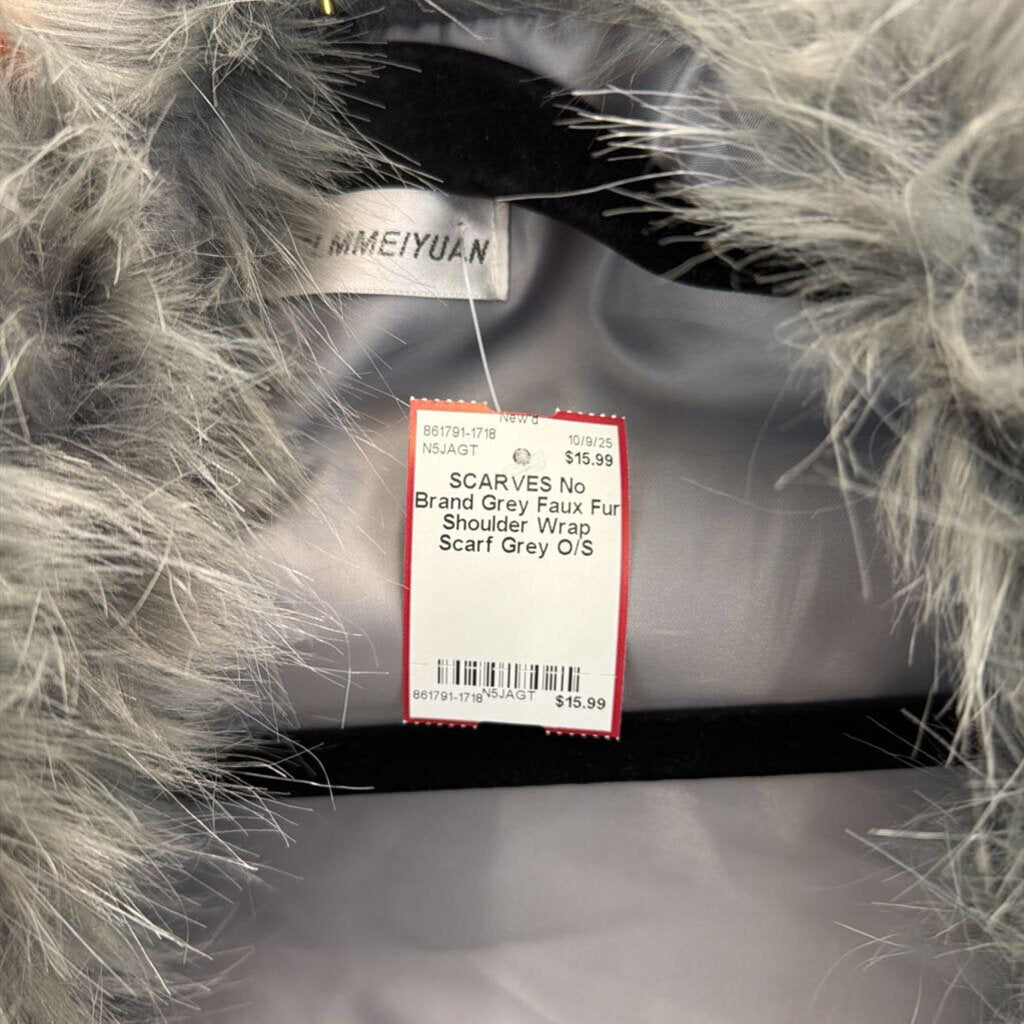 MMEIYUAN
861791-1718
10/9/25
N5JAGT
$15.99
SCARVES No
Brand Grey Faux Fur
Shoulder Wrap
Scarf Grey O/S
861791-1718 N5JAGT $15.99